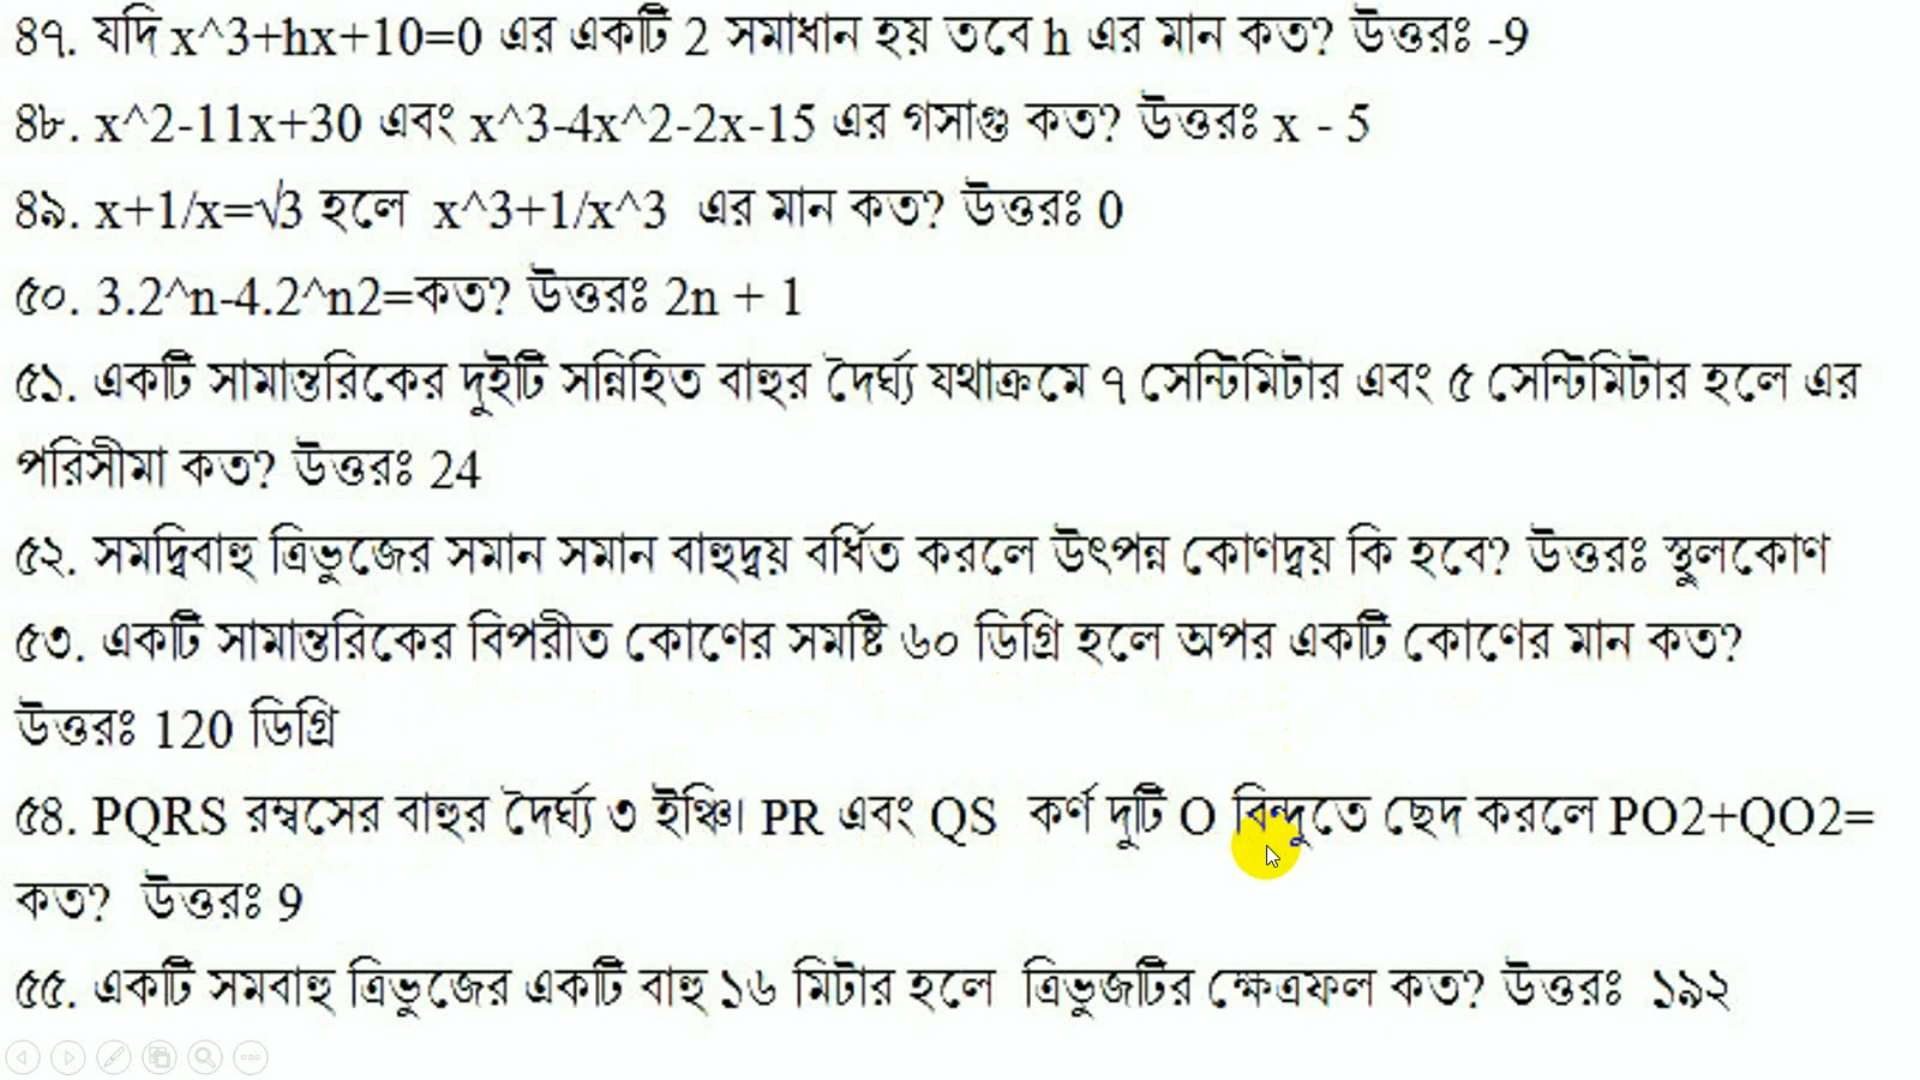 ৪৭. যদি x^3+hx+10=0 এর একটি 2 সমাধান হয় তবে h এর মান কত? উত্তরঃ -9
৪৮. x^2-11x+30 এবং x^3-4x^2-2x-15 এর গসাগু কত? উত্তরঃ x - 5
৪৯. x+1/x=√3 হলে x^3+1/x^3 এর মান কত? উত্তরঃ 0
৫০. 3.2^n-4.2^n2=কত? উত্তরঃ 2n + 1
৫১. একটি সামান্তরিকের দুইটি সন্নিহিত বাহুর দৈর্ঘ্য যথাক্রমে ৭ সেন্টিমিটার এবং ৫ সেন্টিমিটার হলে এর
পরিসীমা কত? উত্তরঃ 24
৫২. সমদ্বিবাহু ত্রিভুজের সমান সমান বাহুদ্বয় বর্ধিত করলে উৎপন্ন কোণদ্বয় কি হবে? উত্তরঃ স্থুলকোণ
৫৩. একটি সামান্তরিকের বিপরীত কোণের সমষ্টি ৬০ ডিগ্রি হলে অপর একটি কোণের মান কত?
উত্তরঃ 120 ডিগ্রি
৫৪. PQRS রম্বসের বাহুর দৈর্ঘ্য ৩ ইঞ্চি। PR এবং QS কর্ণ দুটি O বিন্দুতে ছেদ করলে PO2+QO2=
কত? উত্তরঃ 9
৫৫. একটি সমবাহু ত্রিভুজের একটি বাহু ১৬ মিটার হলে ত্রিভুজটির ক্ষেত্রফল কত? উত্তরঃ ১৯২